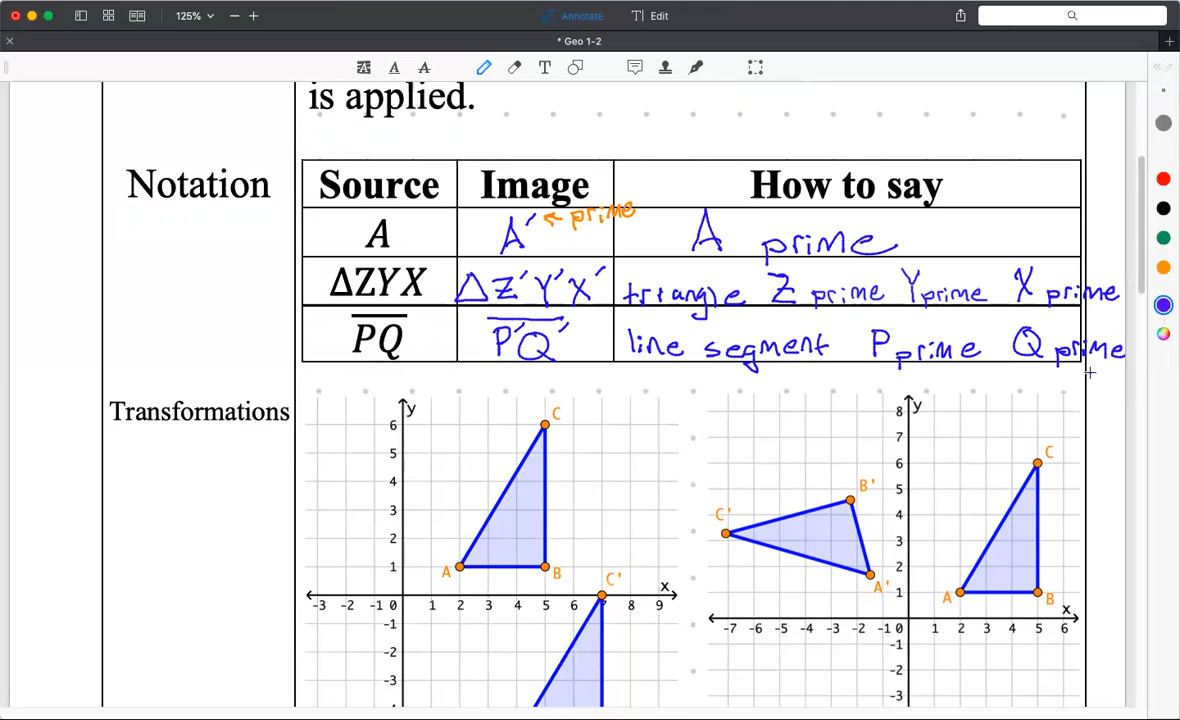 125%
Annotate
Edit
* Geo 1-2
is applied.
Notation
Source Image How to say
A A′ ← prime A prime
ΔZYX △Z′Y′X′ triangle Z prime Y prime X prime
P̅Q̅ P̅′Q̅′ line segment P prime Q prime
Transformations
y
6
5
4
3
2
1
-3 -2 -1 0 1 2 3 4 5 6 7 8 9 x
-1
-2
-3
A B C C'
y
8
7
6
5
4
3
2
1
-7 -6 -5 -4 -3 -2 -1 0 1 2 3 4 5 6 x
-1
-2
-3
C' B' A' A B C